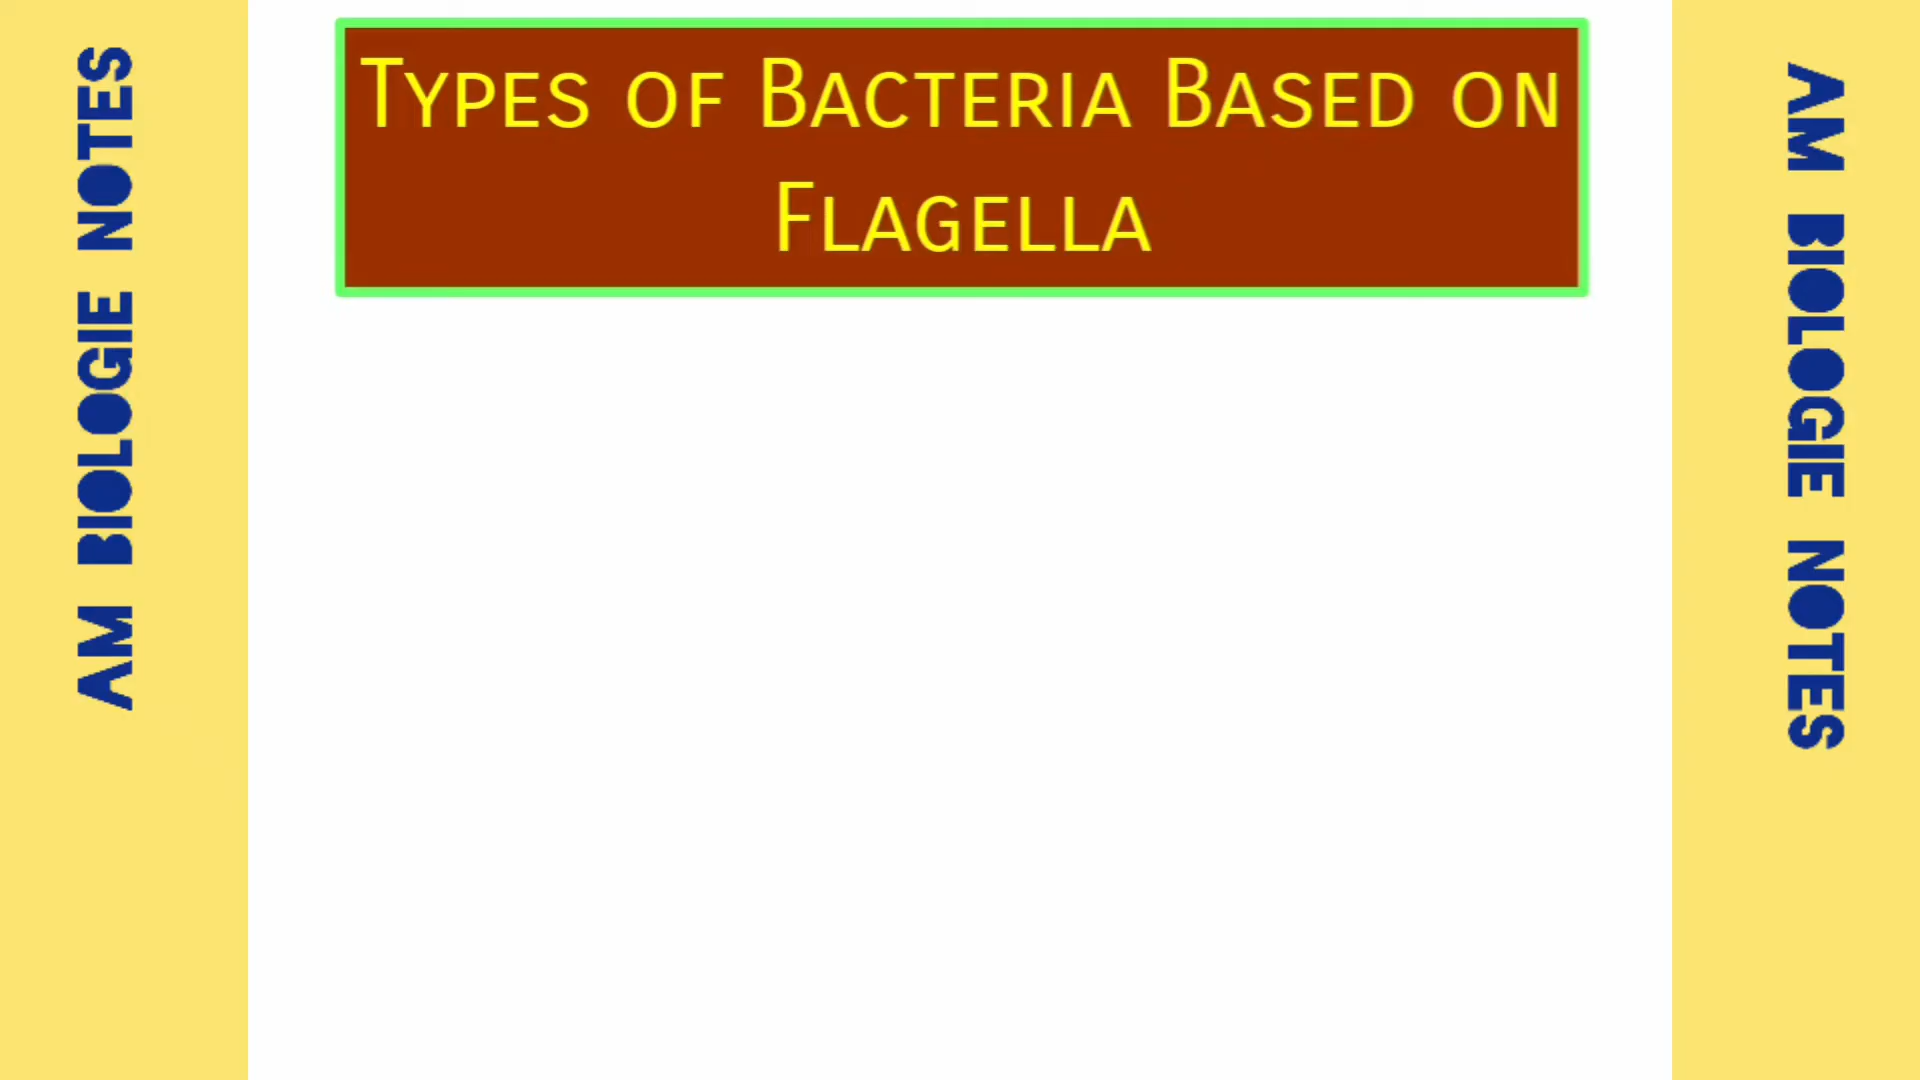 AM BIOLOGIE NOTES
Types of Bacteria Based on
Flagella
AM BIOLOGIE NOTES